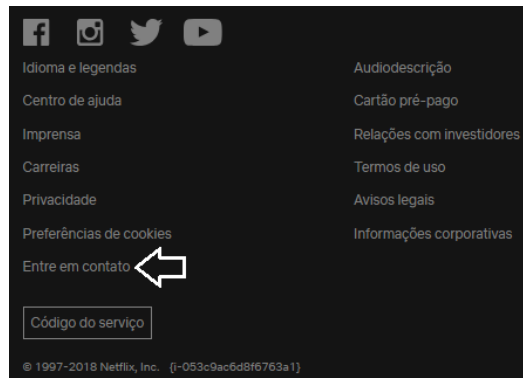 Idioma e legendas
Audiodescrição
Centro de ajuda
Cartão pré-pago
Imprensa
Relações com investidores
Carreiras
Termos de uso
Privacidade
Avisos legais
Preferências de cookies
Informações corporativas
Entre em contato
Código do serviço
© 1997-2018 Netflix, Inc. {i-053c9ac6d8f6763a1}